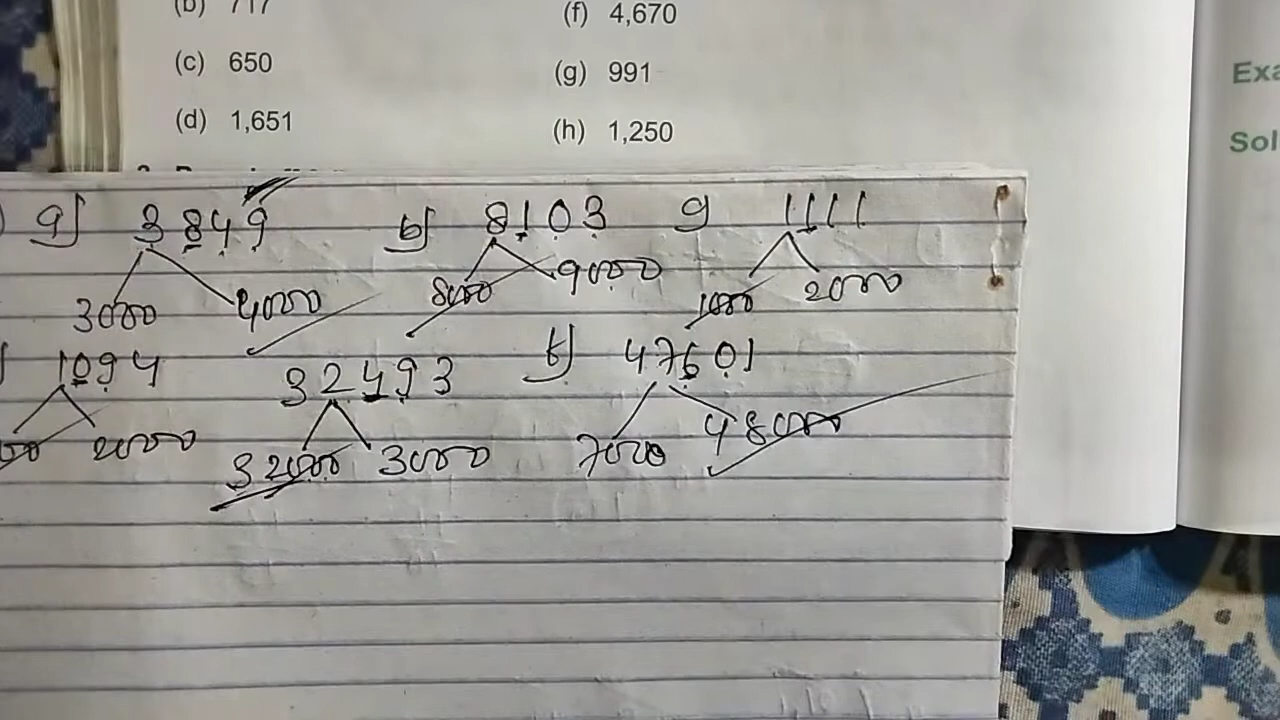 (b) 717
(f) 4,670
(c) 650
(g) 991
(d) 1,651
(h) 1,250
Exa
Sol
a) 3849 b) 8103 9 1111
3000 4000 8000 9000 1000 2000
1094 32493 f) 47601
2000 32000 3000 7000 48000